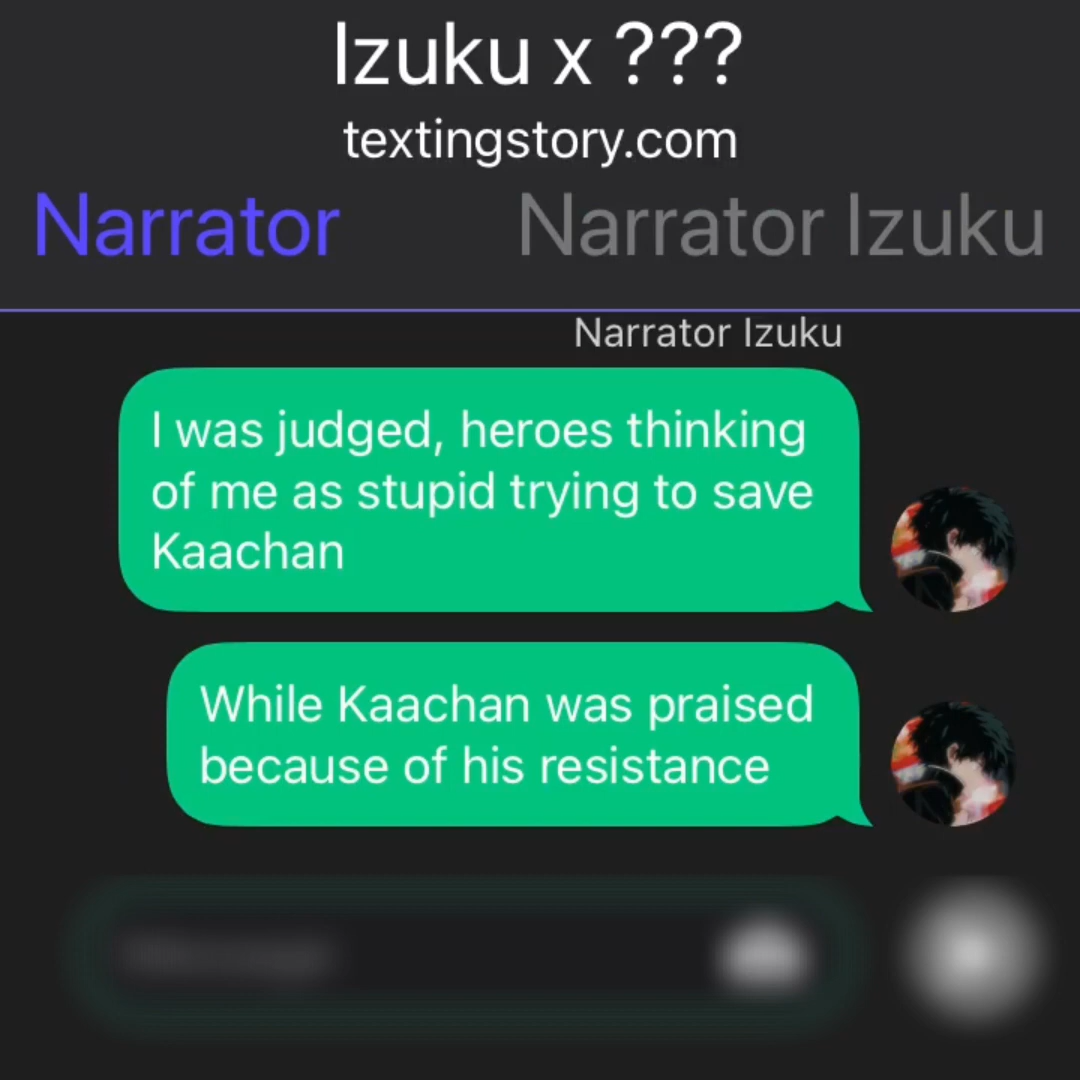 Izuku x ???
textingstory.com
Narrator Narrator Izuku
Narrator Izuku
I was judged, heroes thinking
of me as stupid trying to save
Kaachan
While Kaachan was praised
because of his resistance